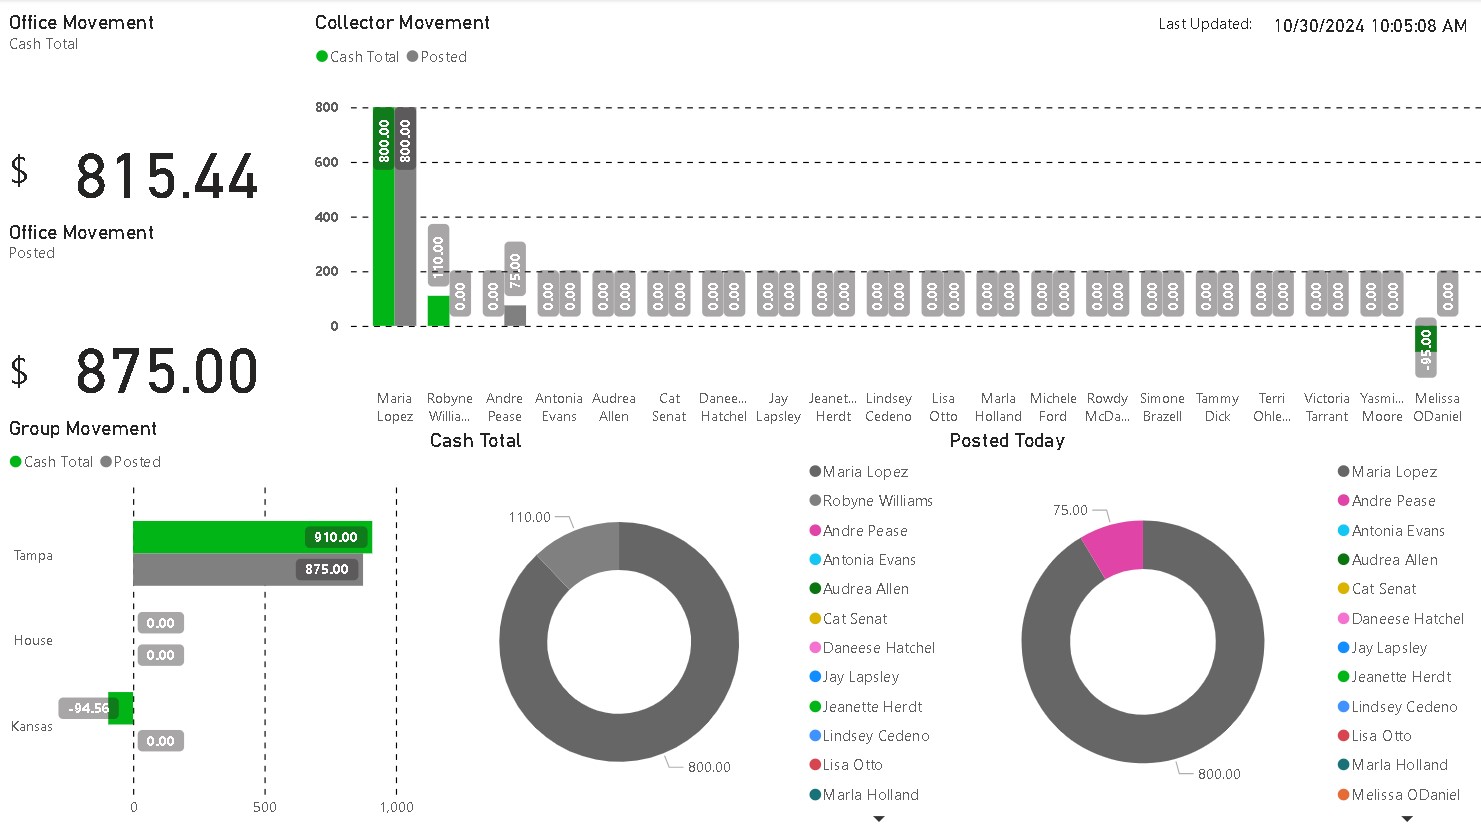 Office Movement
Cash Total
$ 815.44
Office Movement
Posted
$ 875.00
Collector Movement
Cash Total Posted
Last Updated: 10/30/2024 10:05:08 AM
800
600
400
200
0
800.00 800.00 110.00 0.00 0.00 75.00 0.00 0.00 0.00 0.00 0.00 0.00 0.00 0.00 0.00 0.00 0.00 0.00 0.00 0.00 0.00 0.00 0.00 0.00 0.00 0.00 0.00 0.00 0.00 0.00 0.00 0.00 0.00 0.00 0.00 0.00 0.00 0.00 -95.00 0.00
Maria Robyne Andre Antonia Audrea Cat Danee... Jay Jeanet... Lindsey Lisa Marla Michele Rowdy Simone Tammy Terri Victoria Yasmi... Melissa
Lopez Willia... Pease Evans Allen Senat Hatchel Lapsley Herdt Cedeno Otto Holland Ford McDa... Brazell Dick Ohle... Tarrant Moore ODaniel
Group Movement
Cash Total Posted
Tampa
910.00
875.00
House
0.00
0.00
Kansas
-94.56
0.00
0 500 1,000
Cash Total
110.00
800.00
Maria Lopez
Robyne Williams
Andre Pease
Antonia Evans
Audrea Allen
Cat Senat
Daneese Hatchel
Jay Lapsley
Jeanette Herdt
Lindsey Cedeno
Lisa Otto
Marla Holland
Posted Today
75.00
800.00
Maria Lopez
Andre Pease
Antonia Evans
Audrea Allen
Cat Senat
Daneese Hatchel
Jay Lapsley
Jeanette Herdt
Lindsey Cedeno
Lisa Otto
Marla Holland
Melissa ODaniel